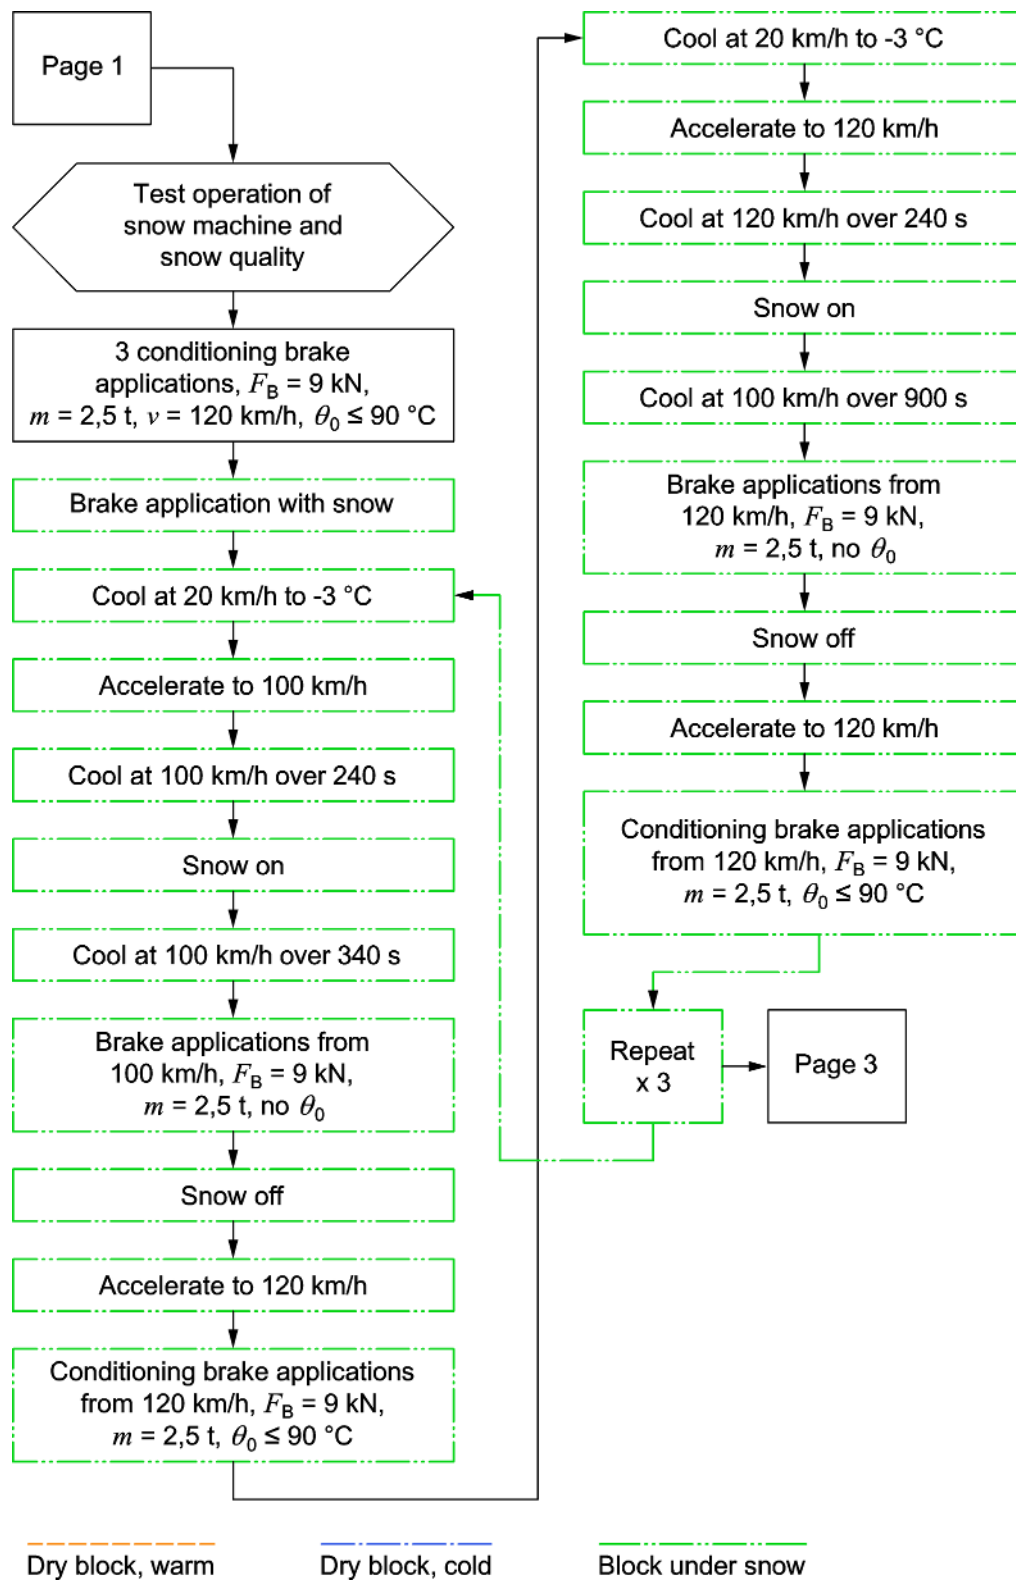 Page 1
Test operation of
snow machine and
snow quality
3 conditioning brake
applications, F_B = 9 kN,
m = 2,5 t, v = 120 km/h, θ_0 ≤ 90 °C
Brake application with snow
Cool at 20 km/h to -3 °C
Accelerate to 100 km/h
Cool at 100 km/h over 240 s
Snow on
Cool at 100 km/h over 340 s
Brake applications from
100 km/h, F_B = 9 kN,
m = 2,5 t, no θ_0
Snow off
Accelerate to 120 km/h
Conditioning brake applications
from 120 km/h, F_B = 9 kN,
m = 2,5 t, θ_0 ≤ 90 °C
Cool at 20 km/h to -3 °C
Accelerate to 120 km/h
Cool at 120 km/h over 240 s
Snow on
Cool at 100 km/h over 900 s
Brake applications from
120 km/h, F_B = 9 kN,
m = 2,5 t, no θ_0
Snow off
Accelerate to 120 km/h
Conditioning brake applications
from 120 km/h, F_B = 9 kN,
m = 2,5 t, θ_0 ≤ 90 °C
Repeat
x 3
Page 3
Dry block, warm
Dry block, cold
Block under snow